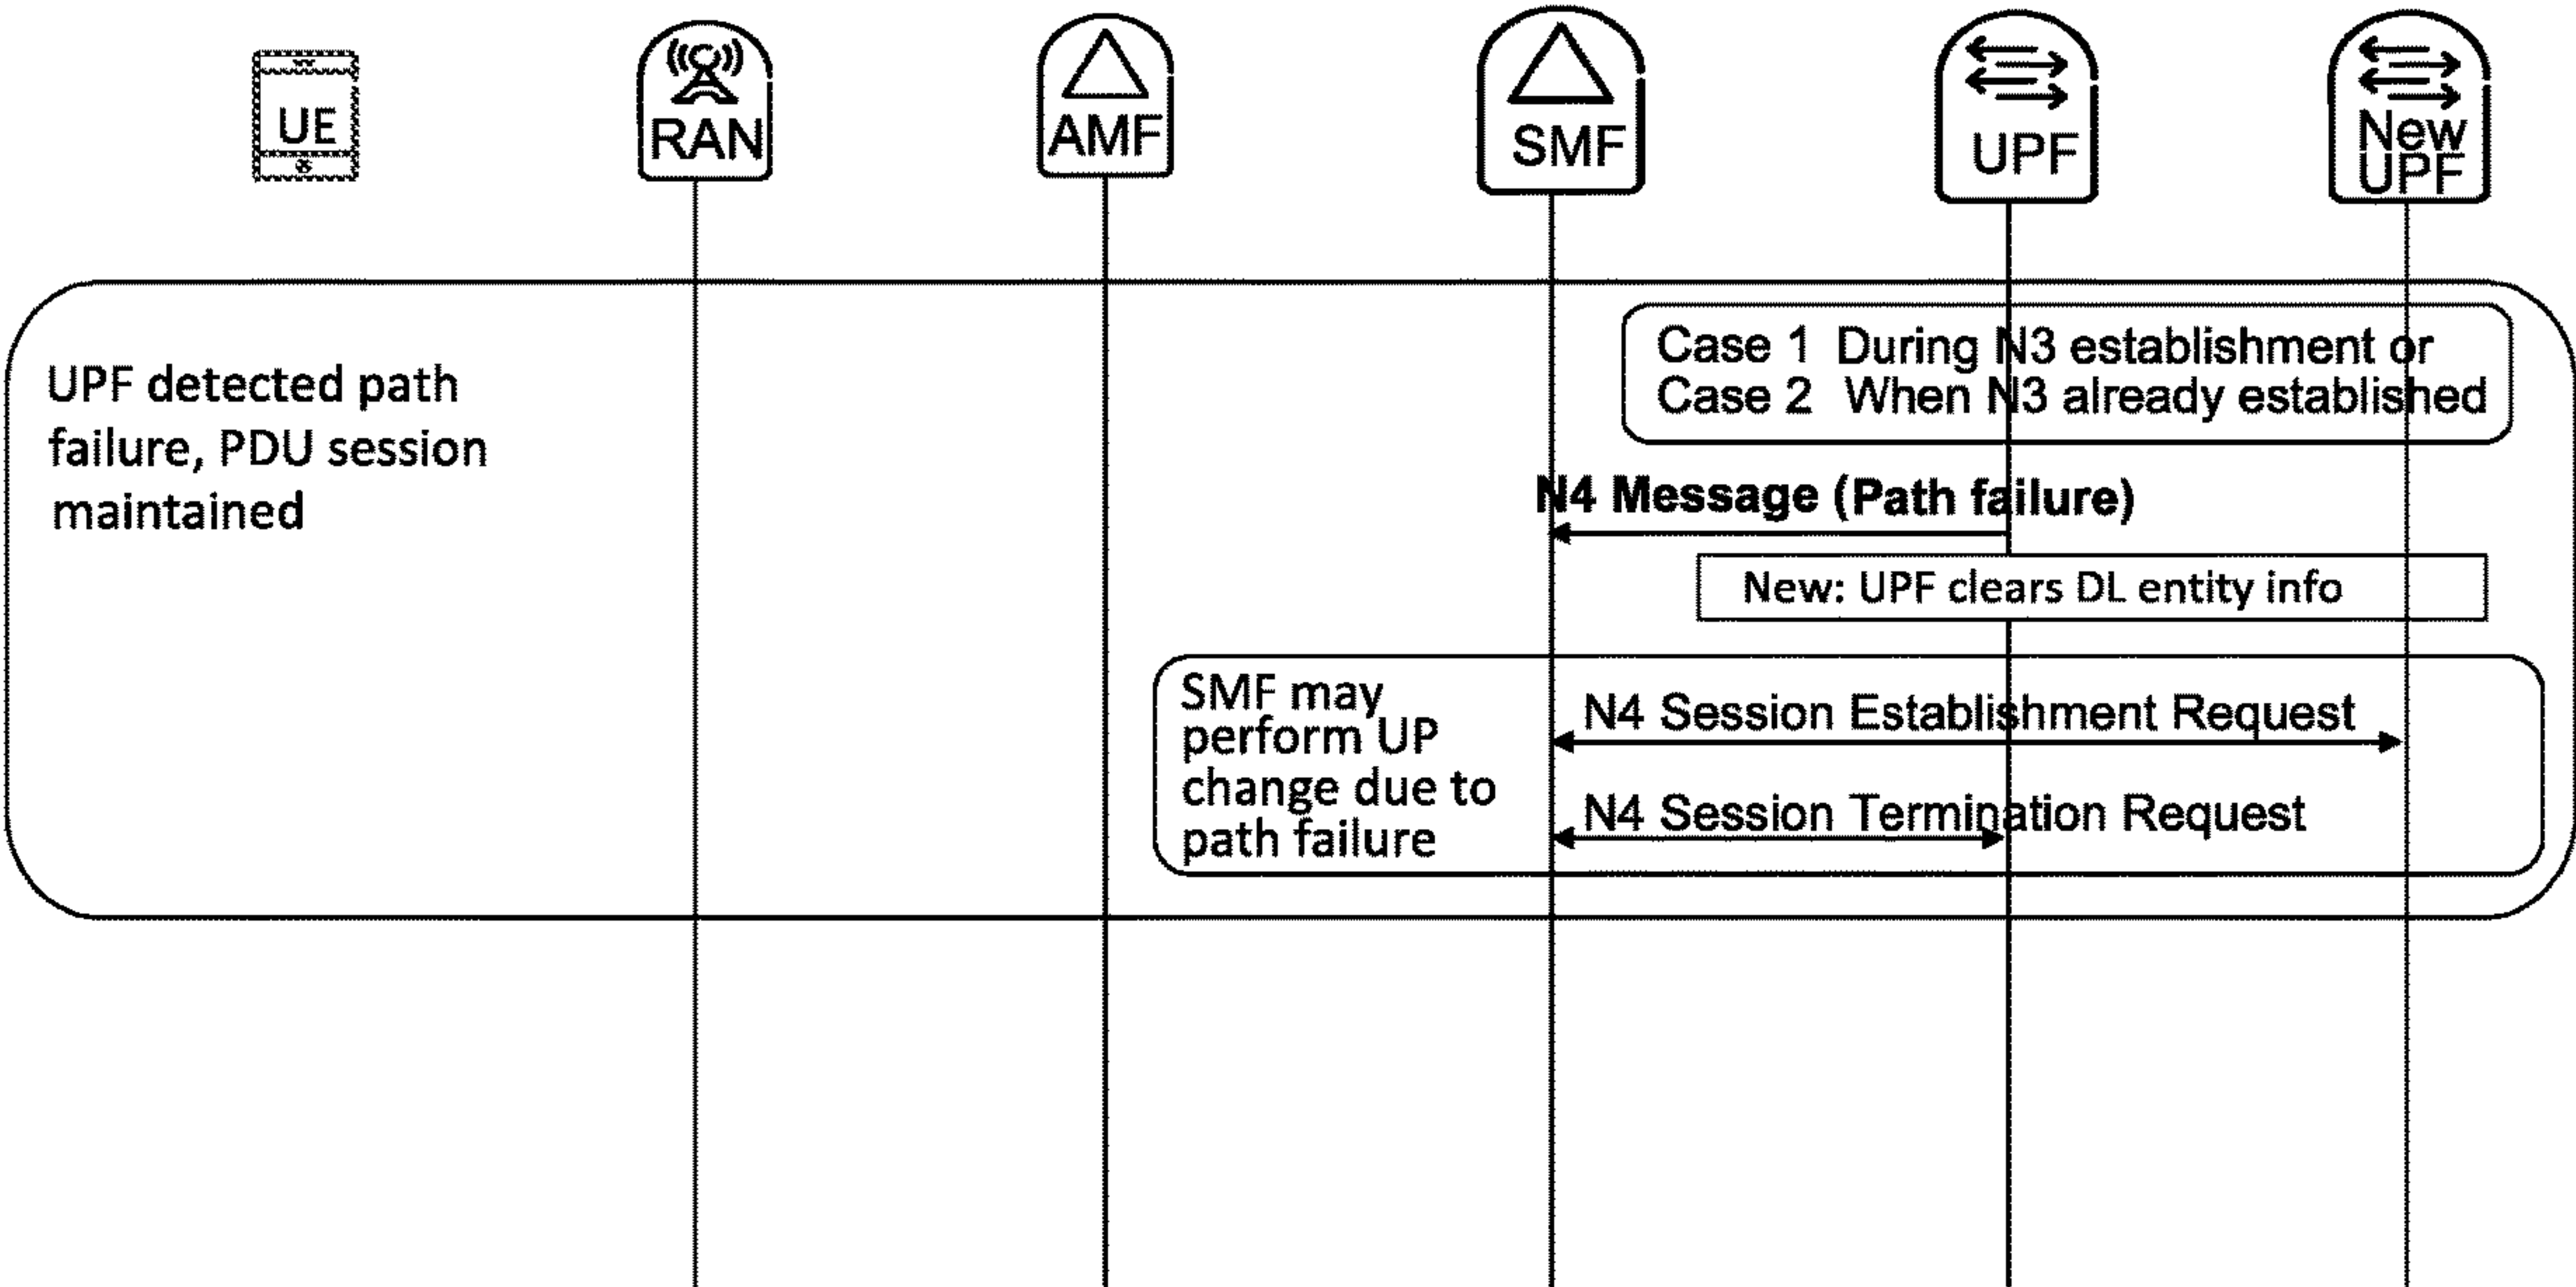 UE
RAN
AMF
SMF
UPF
New
UPF
Case 1 During N3 establishment or
Case 2 When N3 already established
UPF detected path
failure, PDU session
maintained
N4 Message (Path failure)
New: UPF clears DL entity info
SMF may
perform UP
change due to
path failure
N4 Session Establishment Request
N4 Session Termination Request